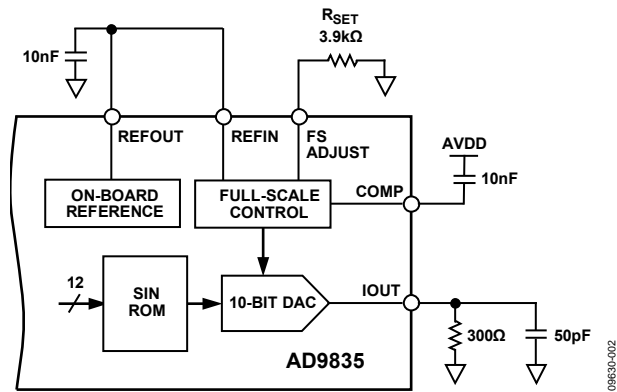 R_SET
3.9kΩ
10nF
REFOUT
REFIN
FS
ADJUST
AVDD
10nF
ON-BOARD
REFERENCE
FULL-SCALE
CONTROL
COMP
12
SIN
ROM
10-BIT DAC
IOUT
300Ω
50pF
AD9835
09630-002